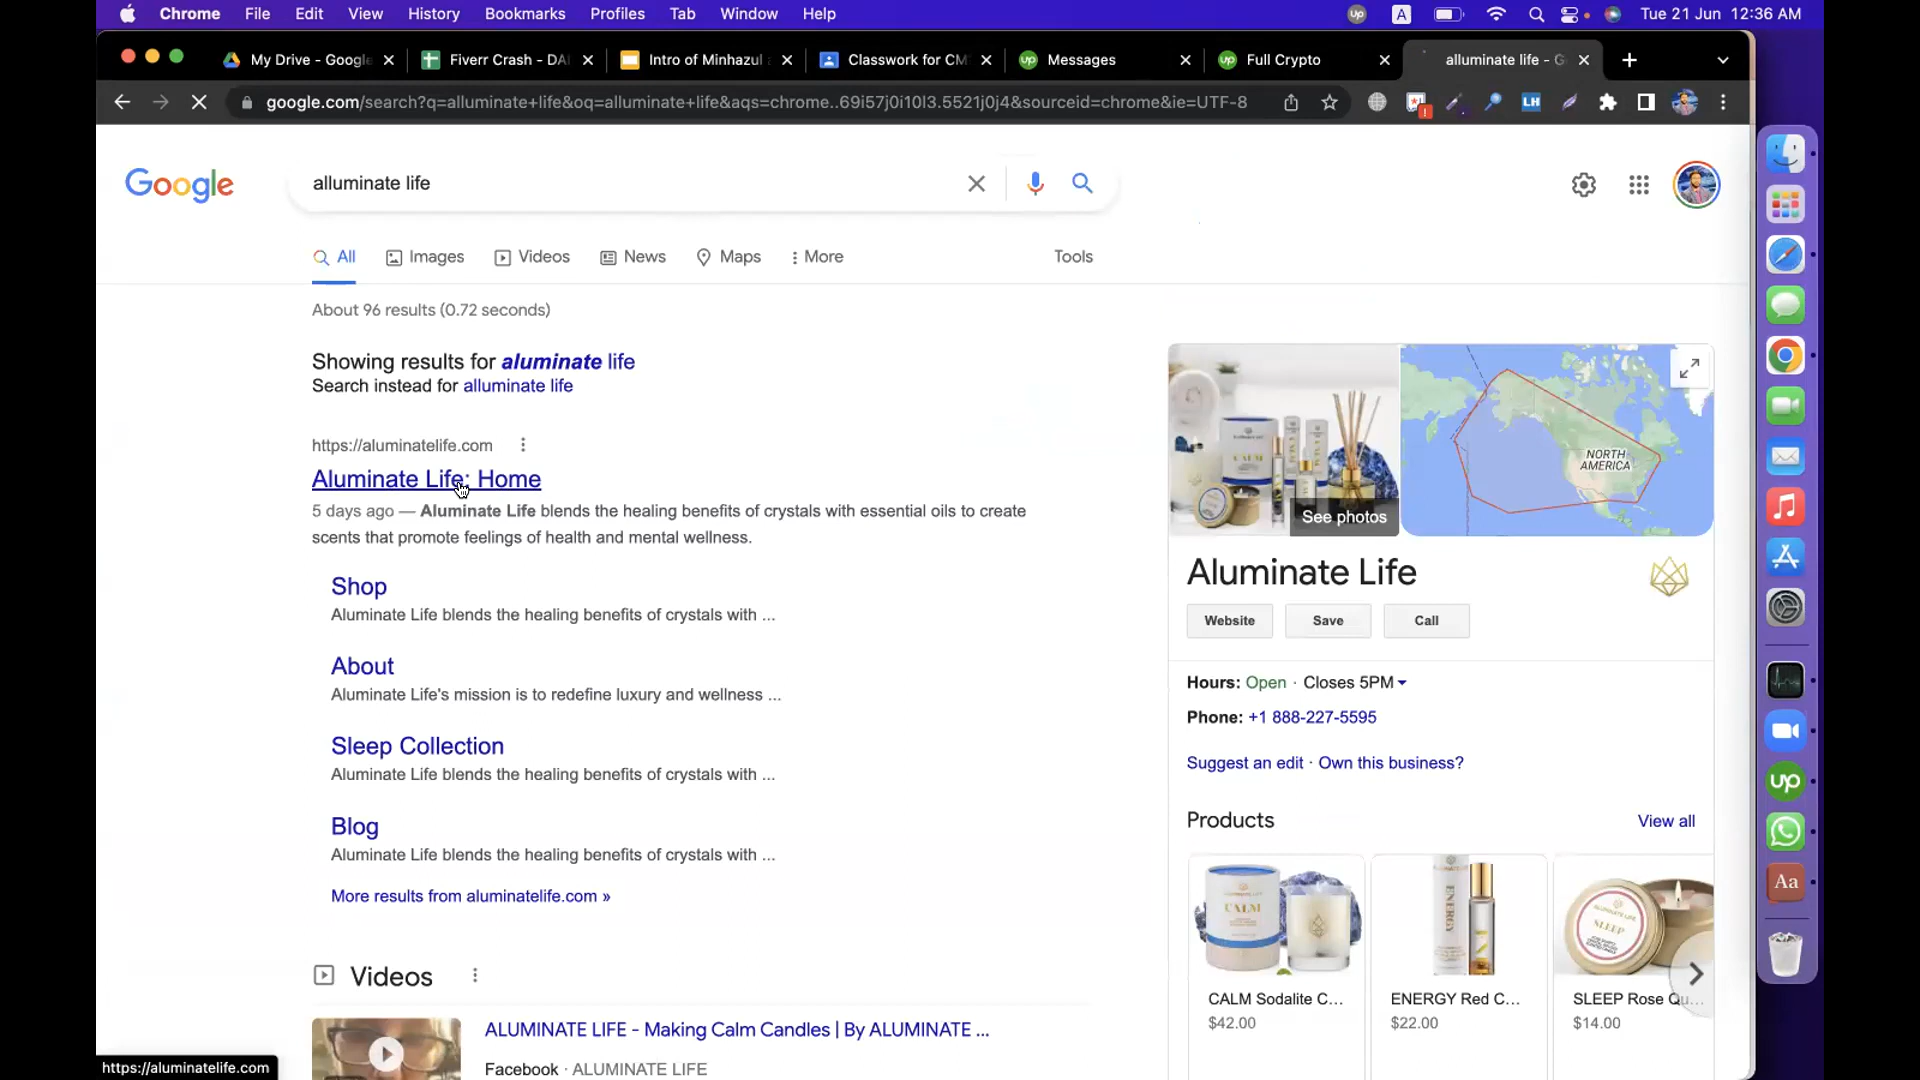 Chrome File Edit View History Bookmarks Profiles Tab Window Help
up A Tue 21 Jun 12:36 AM
My Drive - Google
Fiverr Crash - DA
Intro of Minhazul
Classwork for CM
Messages
Full Crypto
alluminate life - G
google.com/search?q=alluminate+life&oq=alluminate+life&aqs=chrome..69i57j0i10l3.5521j0j4&sourceid=chrome&ie=UTF-8
LH
Google
alluminate life
All Images Videos News Maps More Tools
About 96 results (0.72 seconds)
Showing results for aluminate life
Search instead for alluminate life
https://aluminatelife.com
Aluminate Life: Home
5 days ago — Aluminate Life blends the healing benefits of crystals with essential oils to create
scents that promote feelings of health and mental wellness.
Shop
Aluminate Life blends the healing benefits of crystals with ...
About
Aluminate Life's mission is to redefine luxury and wellness ...
Sleep Collection
Aluminate Life blends the healing benefits of crystals with ...
Blog
Aluminate Life blends the healing benefits of crystals with ...
More results from aluminatelife.com »
Videos
ALUMINATE LIFE - Making Calm Candles | By ALUMINATE ...
Facebook · ALUMINATE LIFE
https://aluminatelife.com
CALM
NORTH
AMERICA
See photos
Aluminate Life
Website Save Call
Hours: Open · Closes 5PM
Phone: +1 888-227-5595
Suggest an edit · Own this business?
Products View all
CALM
ENERGY
SLEEP
CALM Sodalite C...
$42.00
ENERGY Red C...
$22.00
SLEEP Rose Qu...
$14.00
up
Aa